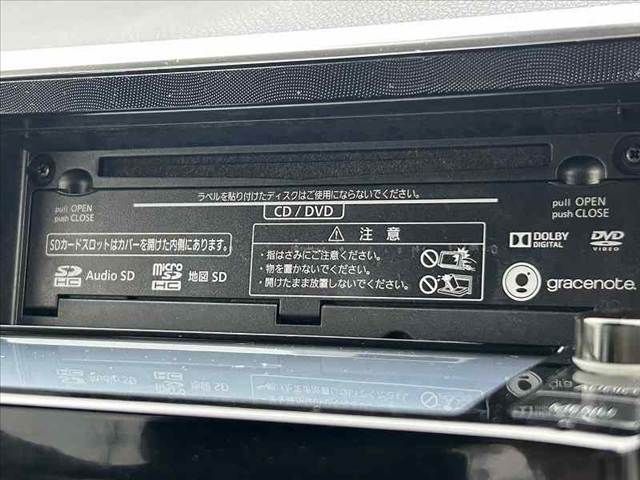 ラベルを貼り付けたディスクはご使用にならないでください。
CD / DVD
pull OPEN
push CLOSE
SDカードスロットはカバーを開けた内側にあります。
SD HC Audio SD
micro SD HC 地図 SD
注意
・指はさみにご注意ください。
・物を置かないでください。
・開けたまま放置しないでください。
pull OPEN
push CLOSE
DOLBY DIGITAL
DVD VIDEO
gracenote.